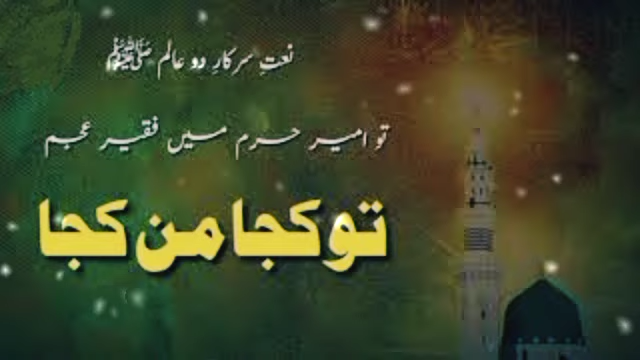 نعتِ سرکارِ دو عالم ﷺ
تو امیر حرم میں فقیر عجم
تو کجا من کجا